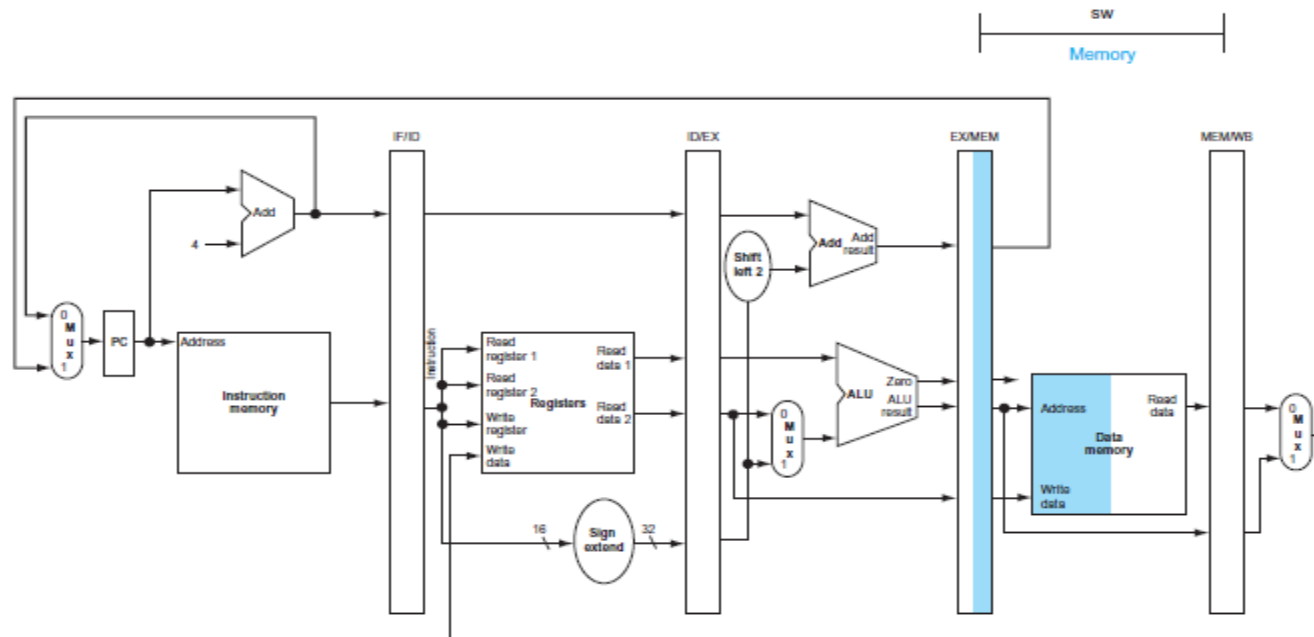 SW
Memory
IF/ID
ID/EX
EX/MEM
MEM/WB
Add
4
Shift
left 2
Add
Add
result
0
M
u
x
1
PC
Address
Instruction
memory
Instruction
Read
register 1
Read
register 2
Write
register
Write
data
Registers
Read
data 1
Read
data 2
0
M
u
x
1
ALU
Zero
ALU
result
Address
Write
data
Data
memory
Read
data
0
M
u
x
1
16
Sign
extend
32